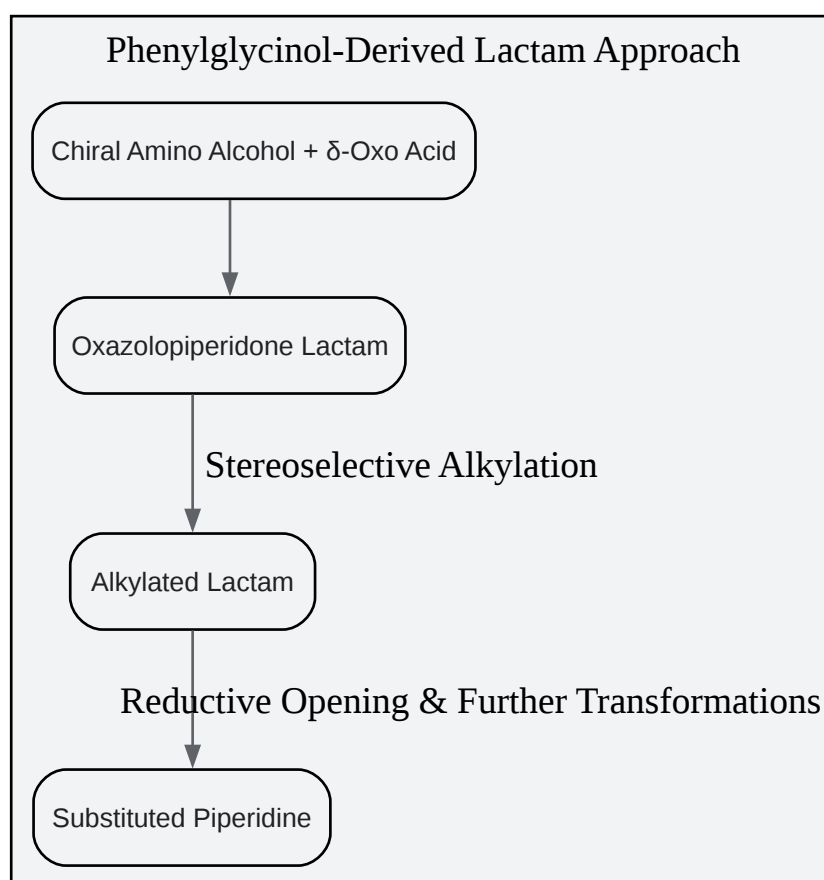 Phenylglycinol-Derived Lactam Approach
Chiral Amino Alcohol + δ-Oxo Acid
Oxazolopiperidone Lactam
Stereoselective Alkylation
Alkylated Lactam
Reductive Opening & Further Transformations
Substituted Piperidine